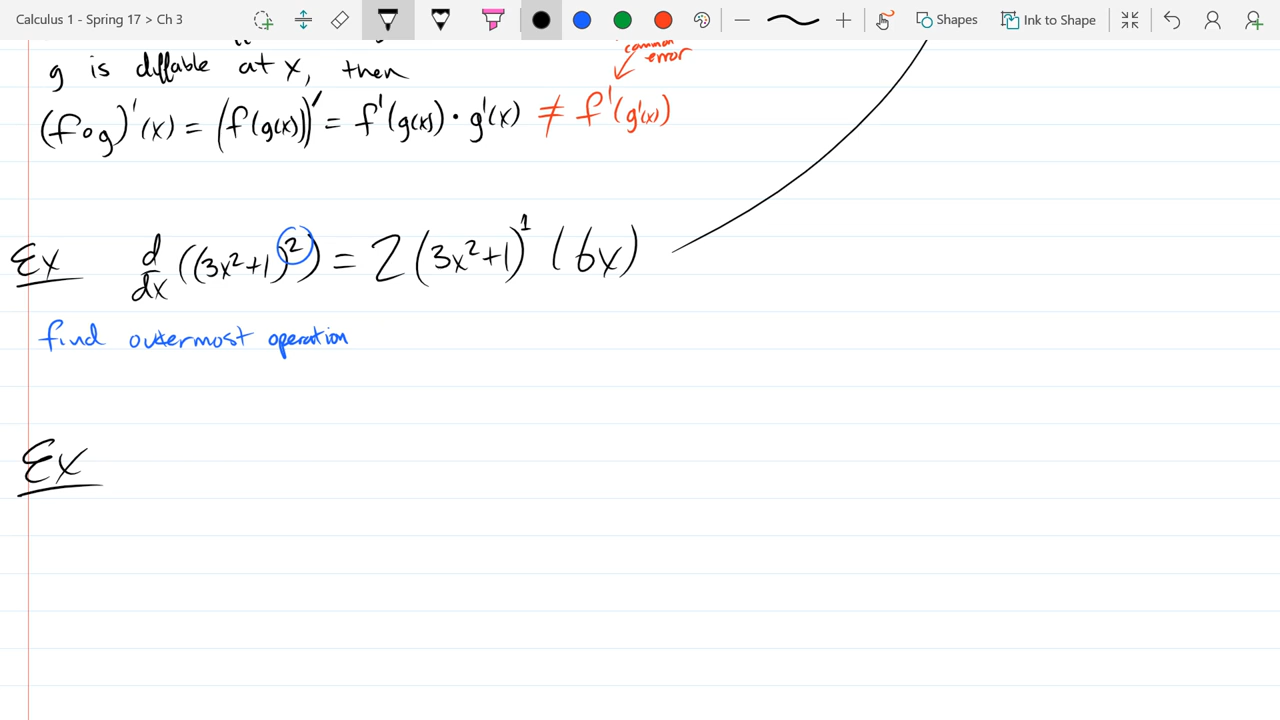 Calculus 1 - Spring 17 > Ch 3
Shapes
Ink to Shape
common
error
g is diffable at x, then
(f∘g)'(x) = (f(g(x)))' = f'(g(x)) · g'(x) ≠ f'(g'(x))
Ex d/dx ((3x²+1)²) = 2(3x²+1)¹ (6x)
find outermost operation
Ex